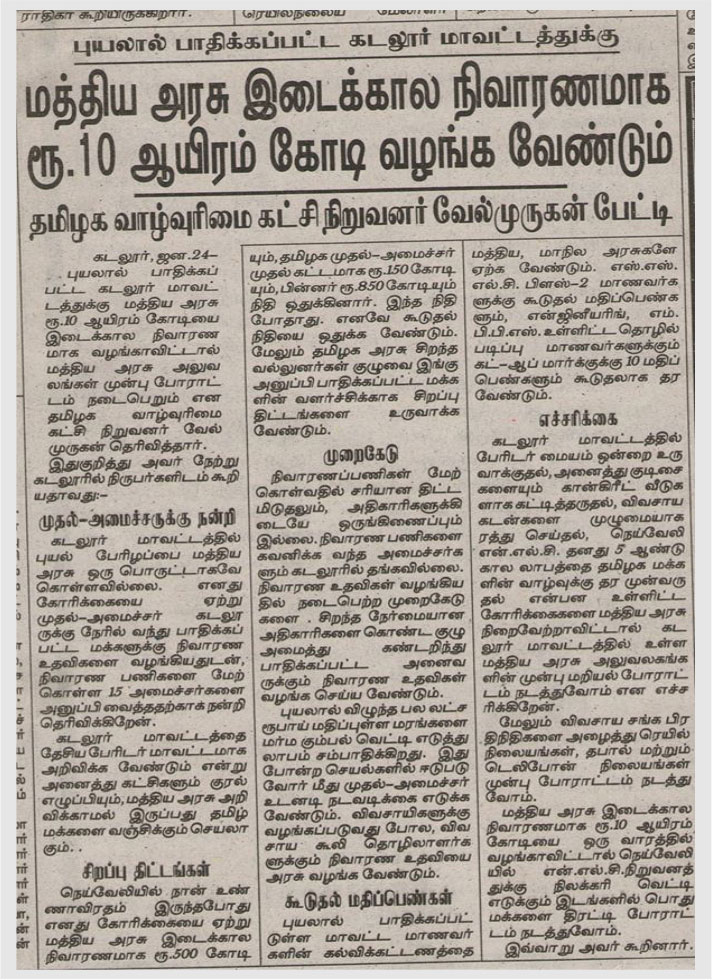 ராதிகா கூறியிருக்கிறார்.
புயலால் பாதிக்கப்பட்ட கடலூர் மாவட்டத்துக்கு
மத்திய அரசு இடைக்கால நிவாரணமாக
ரூ.10 ஆயிரம் கோடி வழங்க வேண்டும்
தமிழக வாழ்வுரிமை கட்சி நிறுவனர் வேல்முருகன் பேட்டி
கடலூர், ஜன.24–
புயலால் பாதிக்கப்
பட்ட கடலூர் மாவட்
டத்துக்கு மத்திய அரசு
ரூ.10 ஆயிரம் கோடியை
இடைக்கால நிவாரண
மாக வழங்காவிட்டால்
மத்திய அரசு அலுவ
லங்கள் முன்பு போராட்
டம் நடைபெறும் என
தமிழக வாழ்வுரிமை
கட்சி நிறுவனர் வேல்
முருகன் தெரிவித்தார்.
இதுகுறித்து அவர் நேற்று
கடலூரில் நிருபர்களிடம் கூறி
யதாவது:–
முதல்–அமைச்சருக்கு நன்றி
கடலூர் மாவட்டத்தில்
புயல் பேரிழப்பை மத்திய
அரசு ஒரு பொருட்டாகவே
கொள்ளவில்லை. எனது
கோரிக்கையை ஏற்று
முதல்–அமைச்சர் கடலூ
ருக்கு நேரில் வந்து பாதிக்கப்
பட்ட மக்களுக்கு நிவாரண
உதவிகளை வழங்கியதுடன்,
நிவாரண பணிகளை மேற்
கொள்ள 15 அமைச்சர்களை
அனுப்பி வைத்ததற்காக் நன்றி
தெரிவிக்கிறேன்.
கடலூர் மாவட்டத்தை
தேசிய பேரிடர் மாவட்டமாக
அறிவிக்க வேண்டும் என்று
அனைத்து கட்சிகளும் குரல்
எழுப்பியும், மத்திய அரசு அறி
விக்காமல் இருப்பது தமிழ்
மக்களை வஞ்சிக்கும் செயலா
கும்.
சிறப்பு திட்டங்கள்
நெய்வேலியில் நான் உண்
ணாவிரதம் இருந்தபோது
எனது கோரிக்கையை ஏற்று
மத்திய அரசு இடைக்கால
நிவாரணமாக ரூ.500 கோடி
யும், தமிழக முதல்–அமைச்சர்
முதல் கட்டமாக ரூ.150 கோடி
யும், பின்னர் ரூ.850 கோடியும்
நிதி ஒதுக்கினார். இந்த நிதி
போதாது. எனவே கூடுதல்
நிதியை ஒதுக்க வேண்டும்.
மேலும் தமிழக அரசு சிறந்த
வல்லுனர்கள் குழுவை இங்கு
அனுப்பி பாதிக்கப்பட்ட மக்க
ளின் வளர்ச்சிக்காக சிறப்பு
திட்டங்களை உருவாக்க
வேண்டும்.
முறைகேடு
நிவாரணப்பணிகள் மேற்
கொள்வதில் சரியான திட்ட
மிடுதலும், அதிகாரிகளுக்கி
டையே ஒருங்கிணைப்பும்
இல்லை. நிவாரண பணிகளை
கவனிக்க வந்த அமைச்சர்க
ளும் கடலூரில் தங்கவில்லை.
நிவாரண உதவிகள் வழங்கிய
தில் நடைபெற்ற முறைகேடு
களை . சிறந்த நேர்மையான
அதிகாரிகளை கொண்ட குழு
அமைத்து கண்டறிந்து
பாதிக்கப்பட்ட அனைவ
ருக்கும் நிவாரண உதவிகள்
வழங்க செய்ய வேண்டும்.
புயலால் விழுந்த பல லட்ச
ரூபாய் மதிப்புள்ள மரங்களை
மர்ம கும்பல் வெட்டி எடுத்து
லாபம் சம்பாதிக்கிறது. இது
போன்ற செயல்களில் ஈடுபடு
வோர் மீது முதல்–அமைச்சர்
உடனடி நடவடிக்கை எடுக்க
வேண்டும். விவசாயிகளுக்கு
வழங்கப்படுவது போல, விவ
சாய கூலி தொழிலாளர்க
ளுக்கும் நிவாரண உதவியை
அரசு வழங்க வேண்டும்.
கூடுதல் மதிப்பெண்கள்
புயலால் பாதிக்கப்பட்
டுள்ள மாவட்ட மாணவர்
களின் கல்விக்கட்டணத்தை
மத்திய, மாநில அரசுகளே
ஏற்க வேண்டும். எஸ்.எஸ்.
எல்.சி. பிளஸ்–2 மாணவர்க
ளுக்கு கூடுதல் மதிப்பெண்க
ளும், என்ஜினீயரிங், எம்.
பி.பி.எஸ். உள்ளிட்ட தொழில்
படிப்பு மாணவர்களுக்கும்
கட்–ஆப் மார்க்குக்கு 10 மதிப்
பெண்களும் கூடுதலாக தர
வேண்டும்.
எச்சரிக்கை
கடலூர் மாவட்டத்தில்
பேரிடர் மையம் ஒன்றை உரு
வாக்குதல், அனைத்து குடிசை
களையும் கான்கிரீட் வீடுக
ளாக கட்டித்தருதல், விவசாய
கடன்களை முழுமையாக
ரத்து செய்தல், நெய்வேலி
என்.எல்.சி. தனது 5 ஆண்டு
கால லாபத்தை தமிழக மக்க
ளின் வாழ்வுக்கு தர முன்வரு
தல் என்பன உள்ளிட்ட
கோரிக்கைகளை மத்திய அரசு
நிறைவேற்றாவிட்டால் கட
லூர் மாவட்டத்தில் உள்ள
மத்திய அரசு அலுவலகங்க
ளின் முன் மறியல் போராட்
டம் நடத்துவோம் என எச்ச
ரிக்கிறேன்.
மேலும் விவசாய சங்க பிர
திநிதிகளை அழைத்து ரெயில்
நிலையங்கள், தபால் மற்றும்
டெலிபோன் நிலையங்கள்
முன்பு போராட்டம் நடத்து
வோம்.
மத்திய அரசு இடைக்கால
நிவாரணமாக ரூ.10 ஆயிரம்
கோடியை ஒரு வாரத்தில்
வழங்காவிட்டால் நெய்வேலி
யில் என்.எல்.சி.நிறுவனத்
துக்கு நிலக்கரி வெட்டி
எடுக்கும் இடங்களில் பொது
மக்களை திரட்டி போராட்
டம் நடத்துவோம்.
இவ்வாறு அவர் கூறினார்.